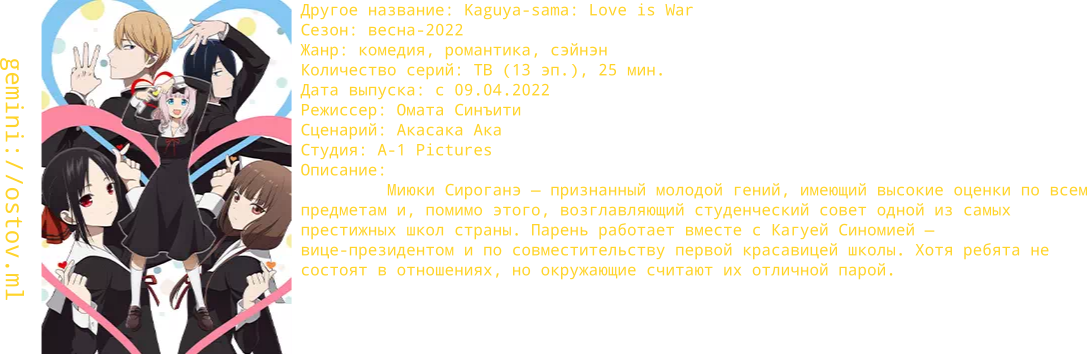 gemini://ostov.ml
Другое название: Kaguya-sama: Love is War
Сезон: весна-2022
Жанр: комедия, романтика, сэйнэн
Количество серий: ТВ (13 эп.), 25 мин.
Дата выпуска: с 09.04.2022
Режиссер: Омата Синъити
Сценарий: Акасака Ака
Студия: A-1 Pictures
Описание:
Миюки Сироганэ — признанный молодой гений, имеющий высокие оценки по всем
предметам и, помимо этого, возглавляющий студенческий совет одной из самых
престижных школ страны. Парень работает вместе с Кагуей Синомией —
вице-президентом и по совместительству первой красавицей школы. Хотя ребята не
состоят в отношениях, но окружающие считают их отличной парой.